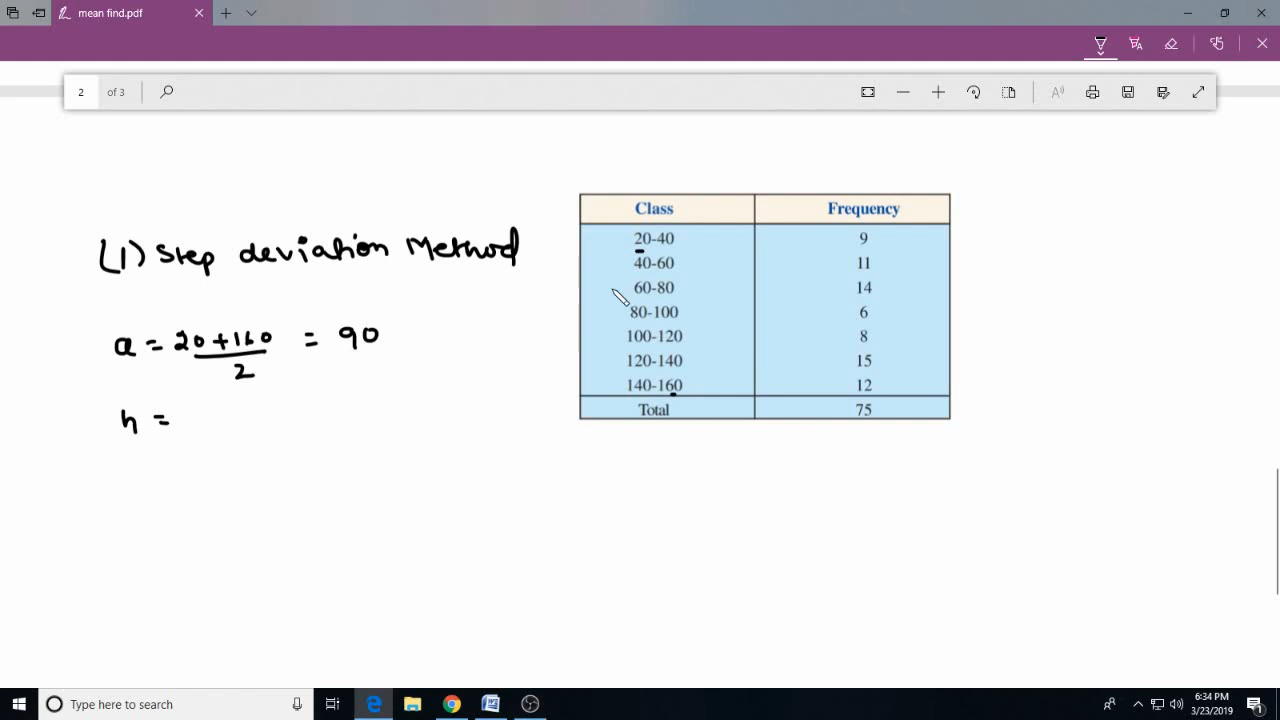 mean find.pdf
2 of 3
Class Frequency
20-40 9
40-60 11
60-80 14
80-100 6
100-120 8
120-140 15
140-160 12
Total 75
(1) Step deviation Method
a = 20+160 = 90
2
h =
Type here to search
6:34 PM
3/23/2019
1